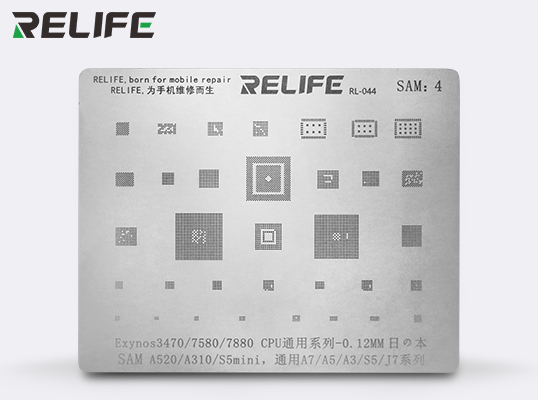 RELIFE
RELIFE, born for mobile repair
RELIFE,为手机维修而生
RELIFE RL-044 SAM: 4
Exynos3470/7580/7880 CPU通用系列-0.12MM 日の本
SAM A520/A310/S5mini, 通用A7/A5/A3/S5/J7系列